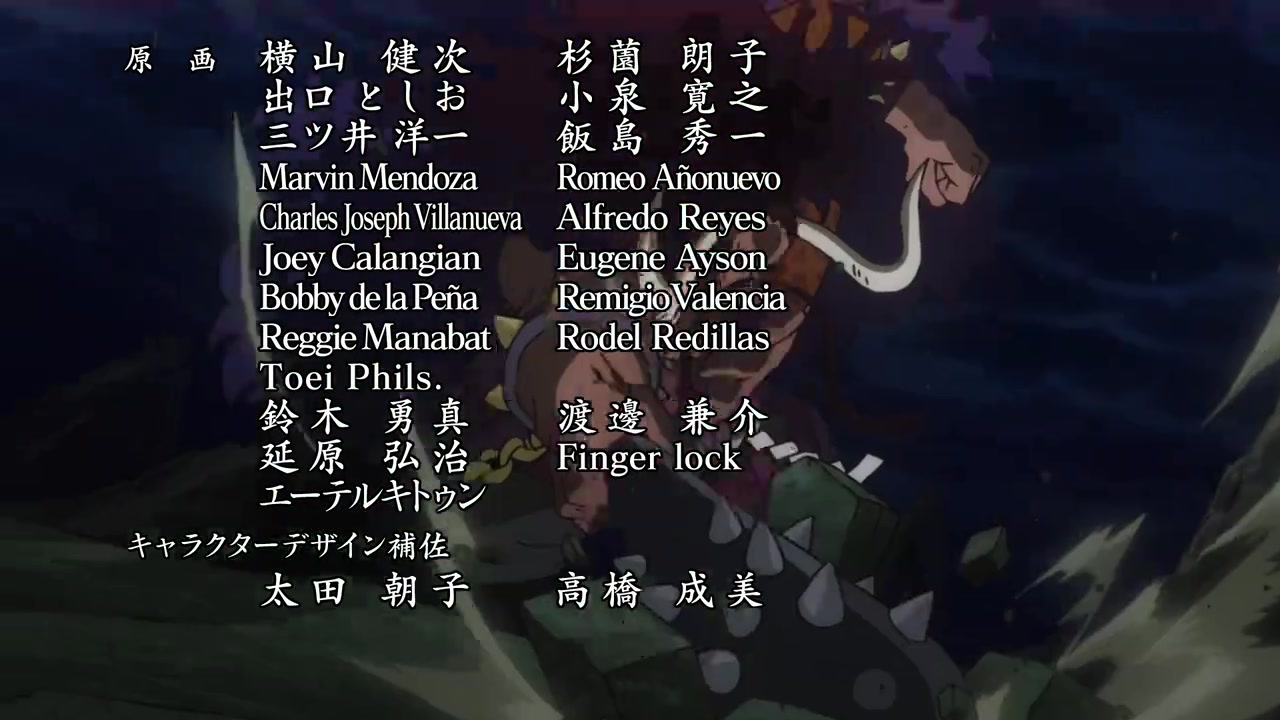 原画 横山 健次 杉薗 朗子
出口 としお 小泉 寛之
三ツ井 洋一 飯島 秀一
Marvin Mendoza Romeo Añonuevo
Charles Joseph Villanueva Alfredo Reyes
Joey Calangian Eugene Ayson
Bobby de la Peña Remigio Valencia
Reggie Manabat Rodel Redillas
Toei Phils.
鈴木 勇真 渡邊 兼介
延原 弘治 Finger lock
エーテルキトゥン
キャラクターデザイン補佐
太田 朝子 高橋 成美